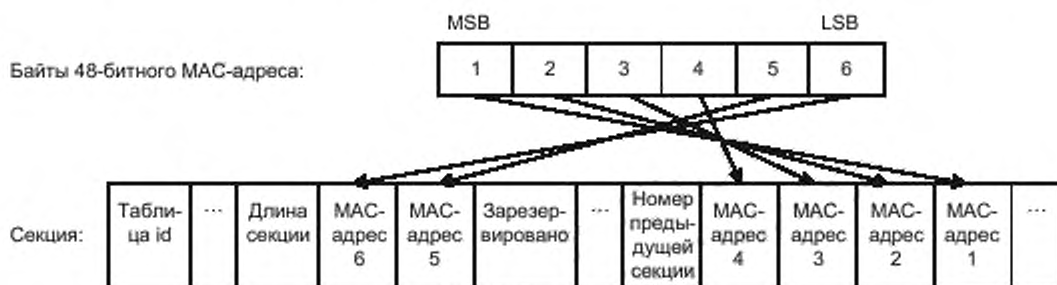 MSB LSB
Байты 48-битного MAC-адреса: 1 2 3 4 5 6
Секция:
Табли-
ца id
...
Длина
секции
MAC-
адрес
6
MAC-
адрес
5
Зарезер-
вировано
...
Номер
преды-
дущей
секции
MAC-
адрес
4
MAC-
адрес
3
MAC-
адрес
2
MAC-
адрес
1
...